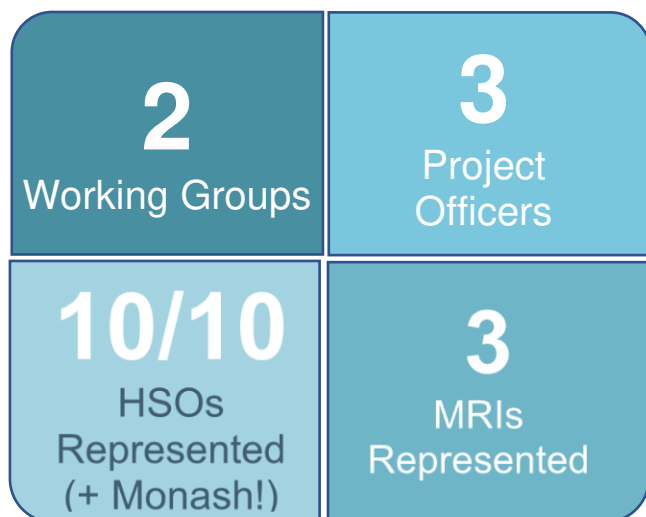 2
Working Groups
3
Project
Officers
10/10
HSOs
Represented
(+ Monash!)
3
MRIs
Represented